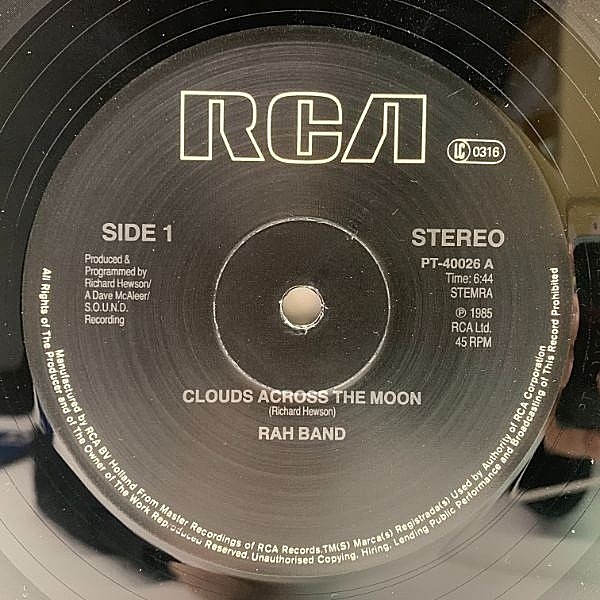 RCA
LC 0316
SIDE 1
STEREO
Produced &
Programmed by
Richard Hewson/
A Dave McAleer/
S.O.U.N.D.
Recording
PT-40026 A
Time: 6:44
STEMRA
℗ 1985
RCA Ltd.
45 RPM
CLOUDS ACROSS THE MOON
(Richard Hewson)
RAH BAND
Manufactured by RCA BV Holland From Master Recordings of RCA Records.TM(S) Marca(s) Registrada(s) Used by Authority of RCA Corporation
All Rights of The Producer and of The Owner of The Work Reproduced Reserved. Unauthorised Copying, Hiring, Lending Public Performance and Broadcasting of This Record Prohibited